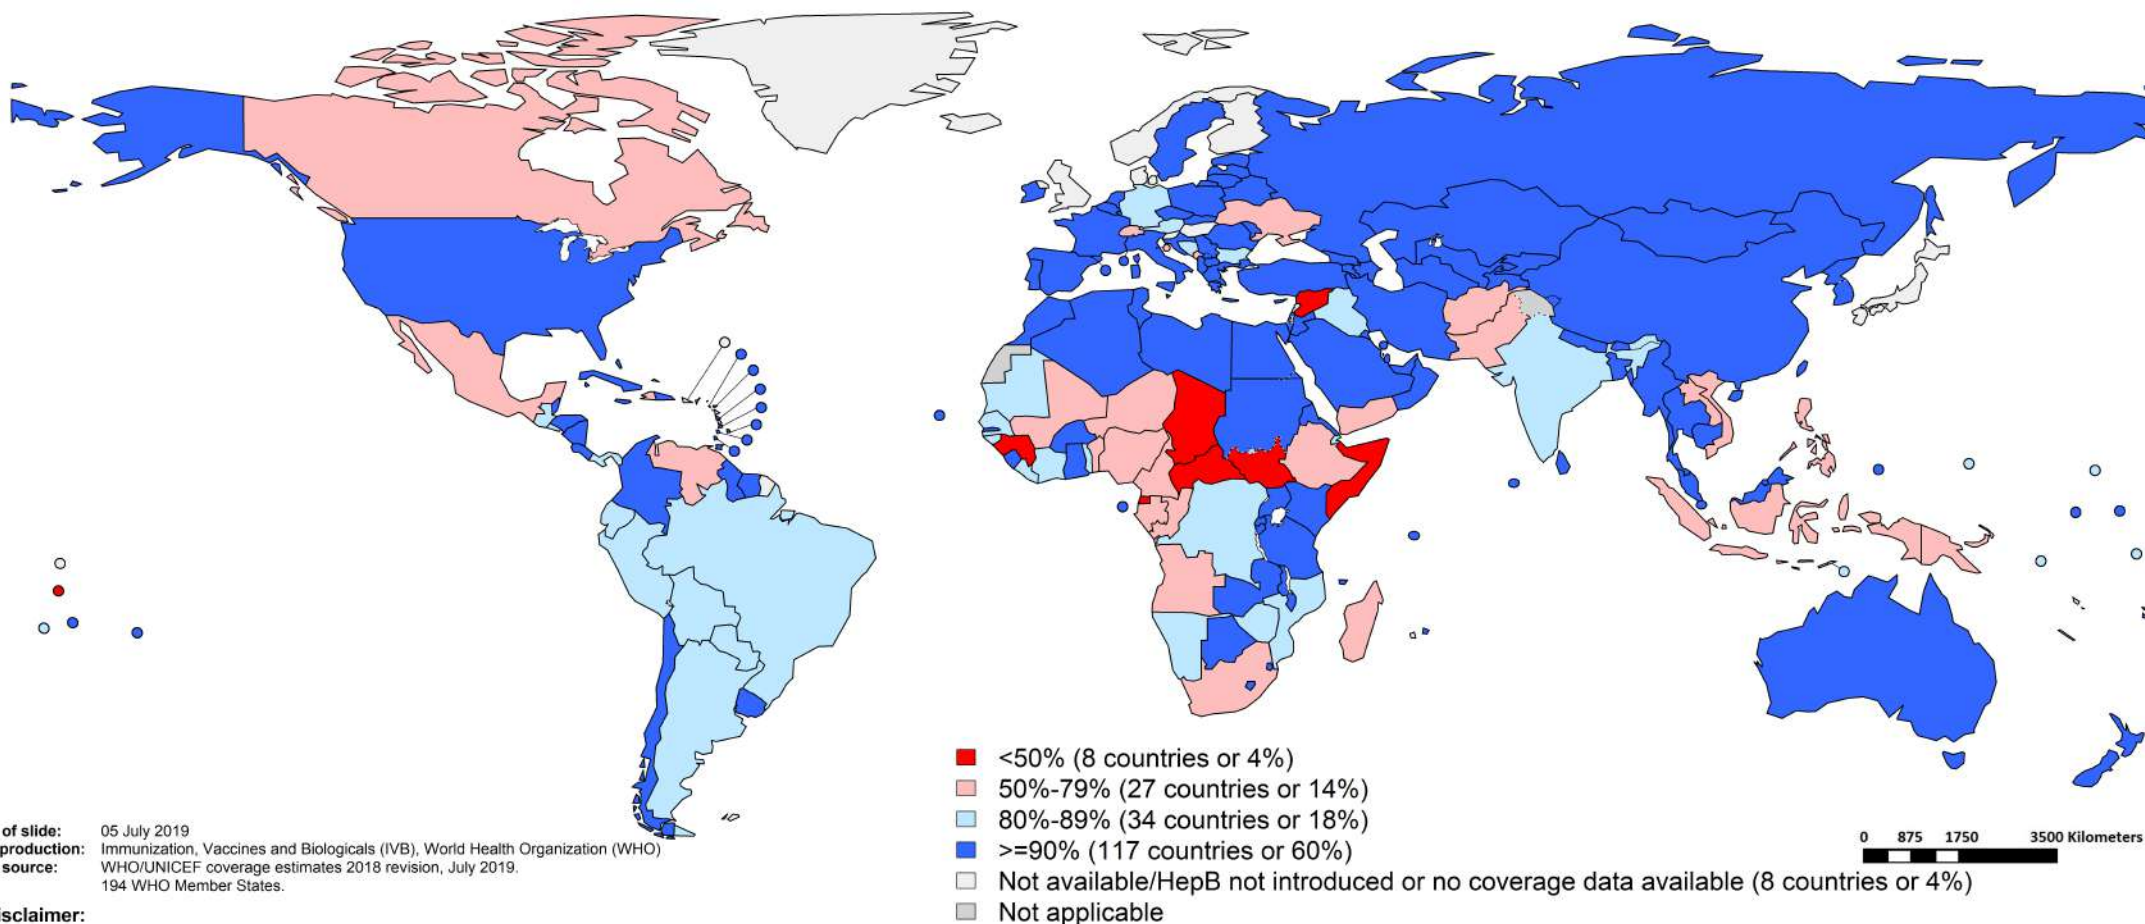 <50% (8 countries or 4%)
50%-79% (27 countries or 14%)
80%-89% (34 countries or 18%)
>=90% (117 countries or 60%)
Not available/HepB not introduced or no coverage data available (8 countries or 4%)
Not applicable
0 875 1750 3500 Kilometers
of slide: 05 July 2019
production: Immunization, Vaccines and Biologicals (IVB), World Health Organization (WHO)
source: WHO/UNICEF coverage estimates 2018 revision, July 2019.
194 WHO Member States.
isclaimer: